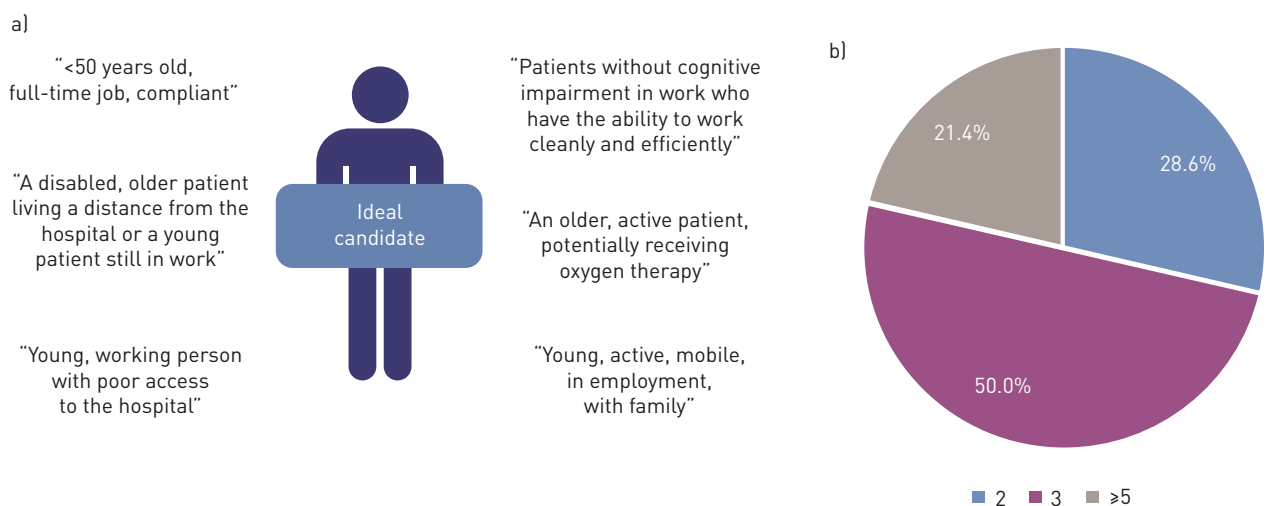 a)
“<50 years old,
full-time job, compliant”
“A disabled, older patient
living a distance from the
hospital or a young
patient still in work”
“Young, working person
with poor access
to the hospital”
Ideal
candidate
“Patients without cognitive
impairment in work who
have the ability to work
cleanly and efficiently”
“An older, active patient,
potentially receiving
oxygen therapy”
“Young, active, mobile,
in employment,
with family”
b)
21.4%
28.6%
50.0%
2 3 ⩾5